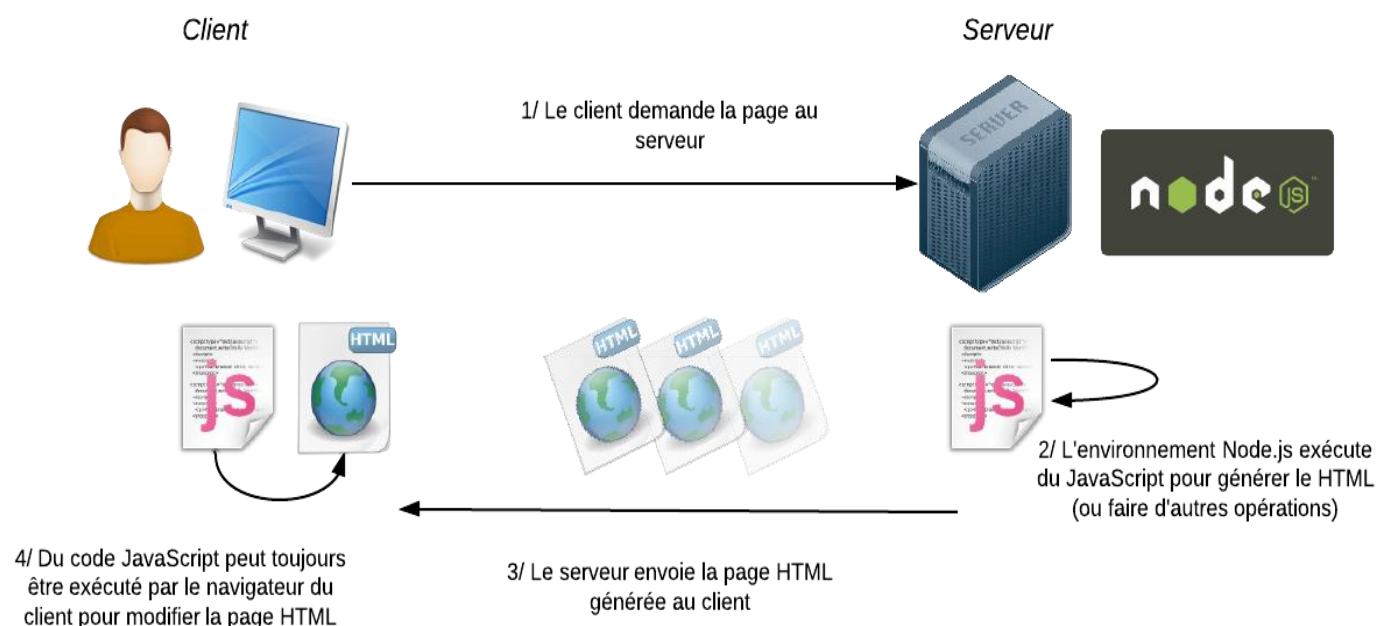 Client
Serveur
1/ Le client demande la page au
serveur
SERVER
node
JS
HTML
HTML
HTML
HTML
js
js
2/ L'environnement Node.js exécute
du JavaScript pour générer le HTML
(ou faire d'autres opérations)
3/ Le serveur envoie la page HTML
générée au client
4/ Du code JavaScript peut toujours
être exécuté par le navigateur du
client pour modifier la page HTML